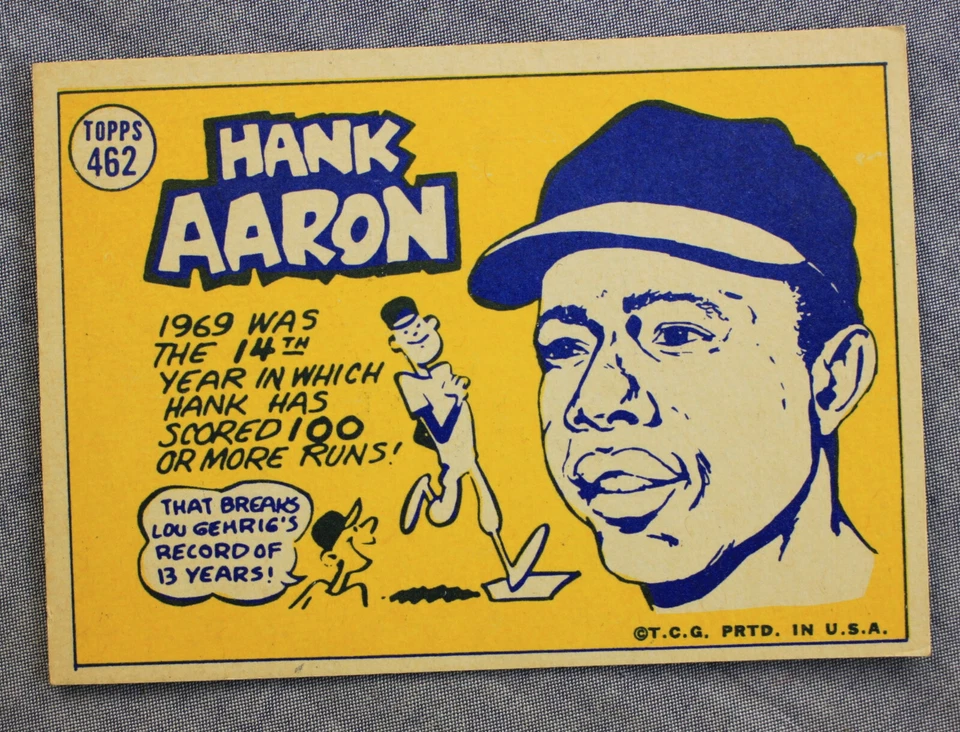 TOPPS
462
HANK
AARON
1969 WAS
THE 14TH
YEAR IN WHICH
HANK HAS
SCORED 100
OR MORE RUNS!
THAT BREAKS
LOU GEHRIG'S
RECORD OF
13 YEARS!
©T.C.G. PRTD. IN U.S.A.